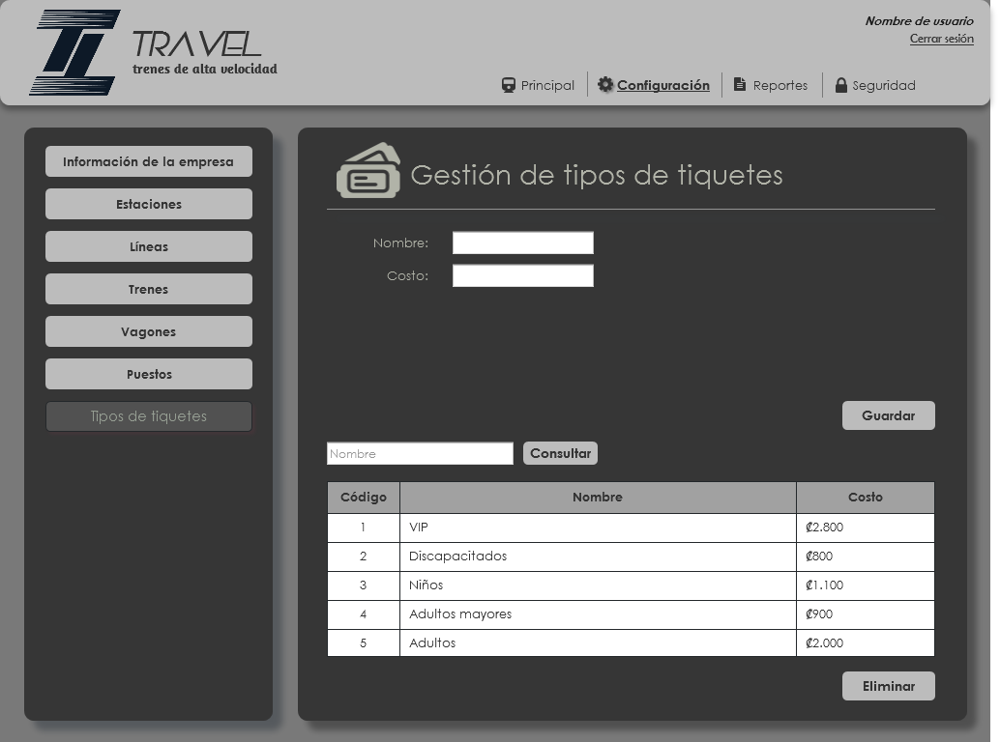 TRAVEL
trenes de alta velocidad
Nombre de usuario
Cerrar sesión
Principal
Configuración
Reportes
Seguridad
Información de la empresa
Estaciones
Líneas
Trenes
Vagones
Puestos
Tipos de tiquetes
Gestión de tipos de tiquetes
Nombre:
Costo:
Guardar
Nombre
Consultar
Código Nombre Costo
1 VIP ₡2.800
2 Discapacitados ₡800
3 Niños ₡1.100
4 Adultos mayores ₡900
5 Adultos ₡2.000
Eliminar